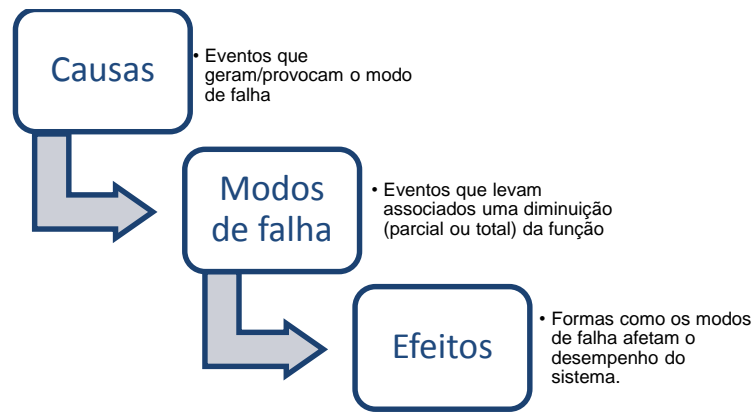 Causas
• Eventos que
geram/provocam o modo
de falha
Modos
de falha
• Eventos que levam
associados uma diminuição
(parcial ou total) da função
Efeitos
• Formas como os modos
de falha afetam o
desempenho do
sistema.